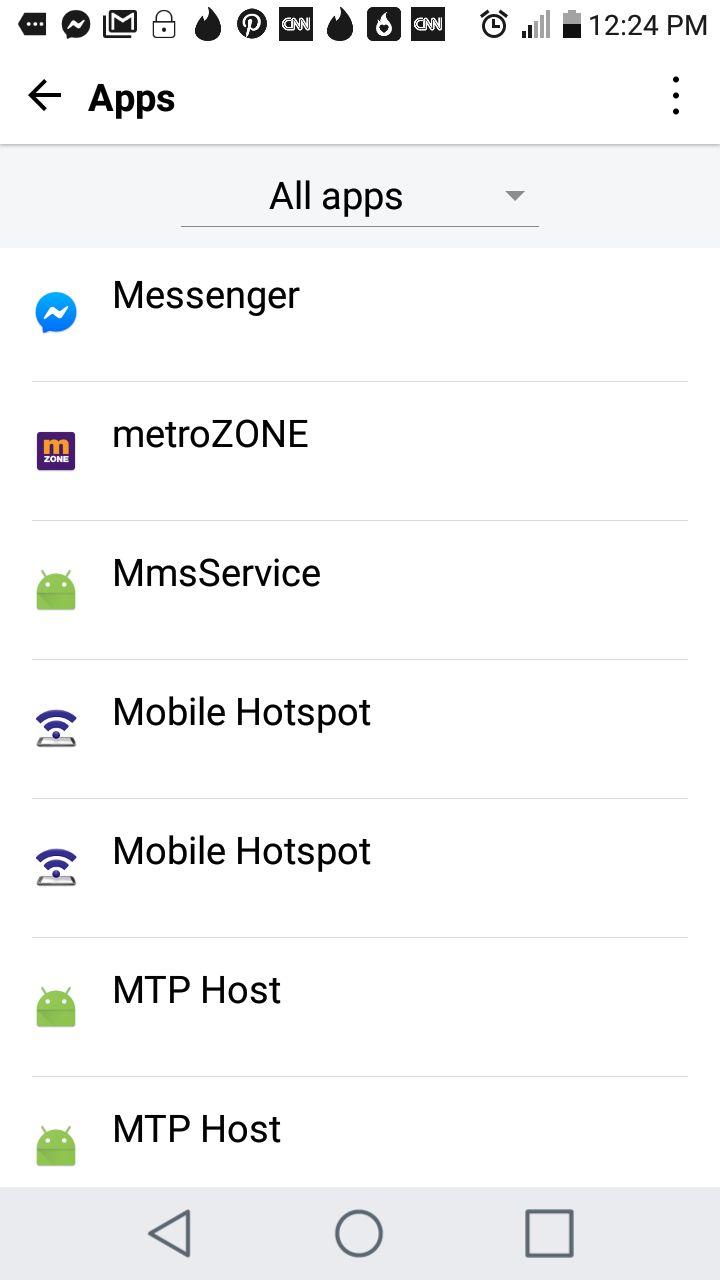 CNN CNN 12:24 PM
Apps
All apps
Messenger
metroZONE
m
ZONE
MmsService
Mobile Hotspot
Mobile Hotspot
MTP Host
MTP Host